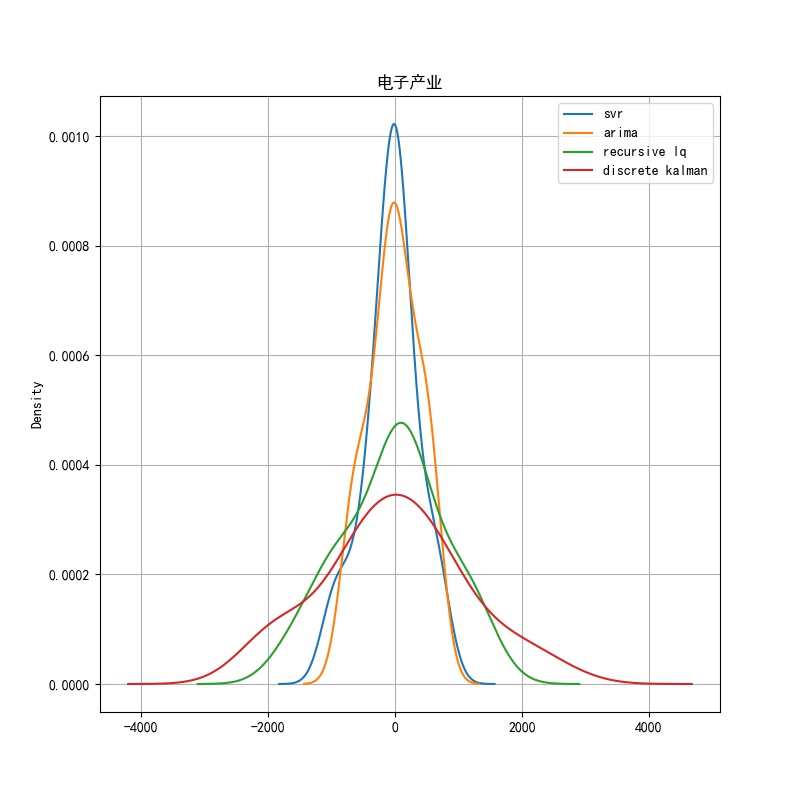 电子产业
svr
arima
recursive lq
discrete kalman
0.0010
0.0008
0.0006
0.0004
0.0002
0.0000
Density
−4000 −2000 0 2000 4000